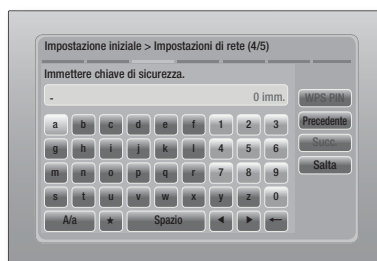 Impostazione iniziale > Impostazioni di rete (4/5)
Immettere chiave di sicurezza.
- 0 imm.
WPS PIN
a b c d e f 1 2 3
Precedente
g h i j k l 4 5 6
Succ.
m n o p q r 7 8 9
Salta
s t u v w x y z 0
A/a ★ Spazio ◀ ▶ ←